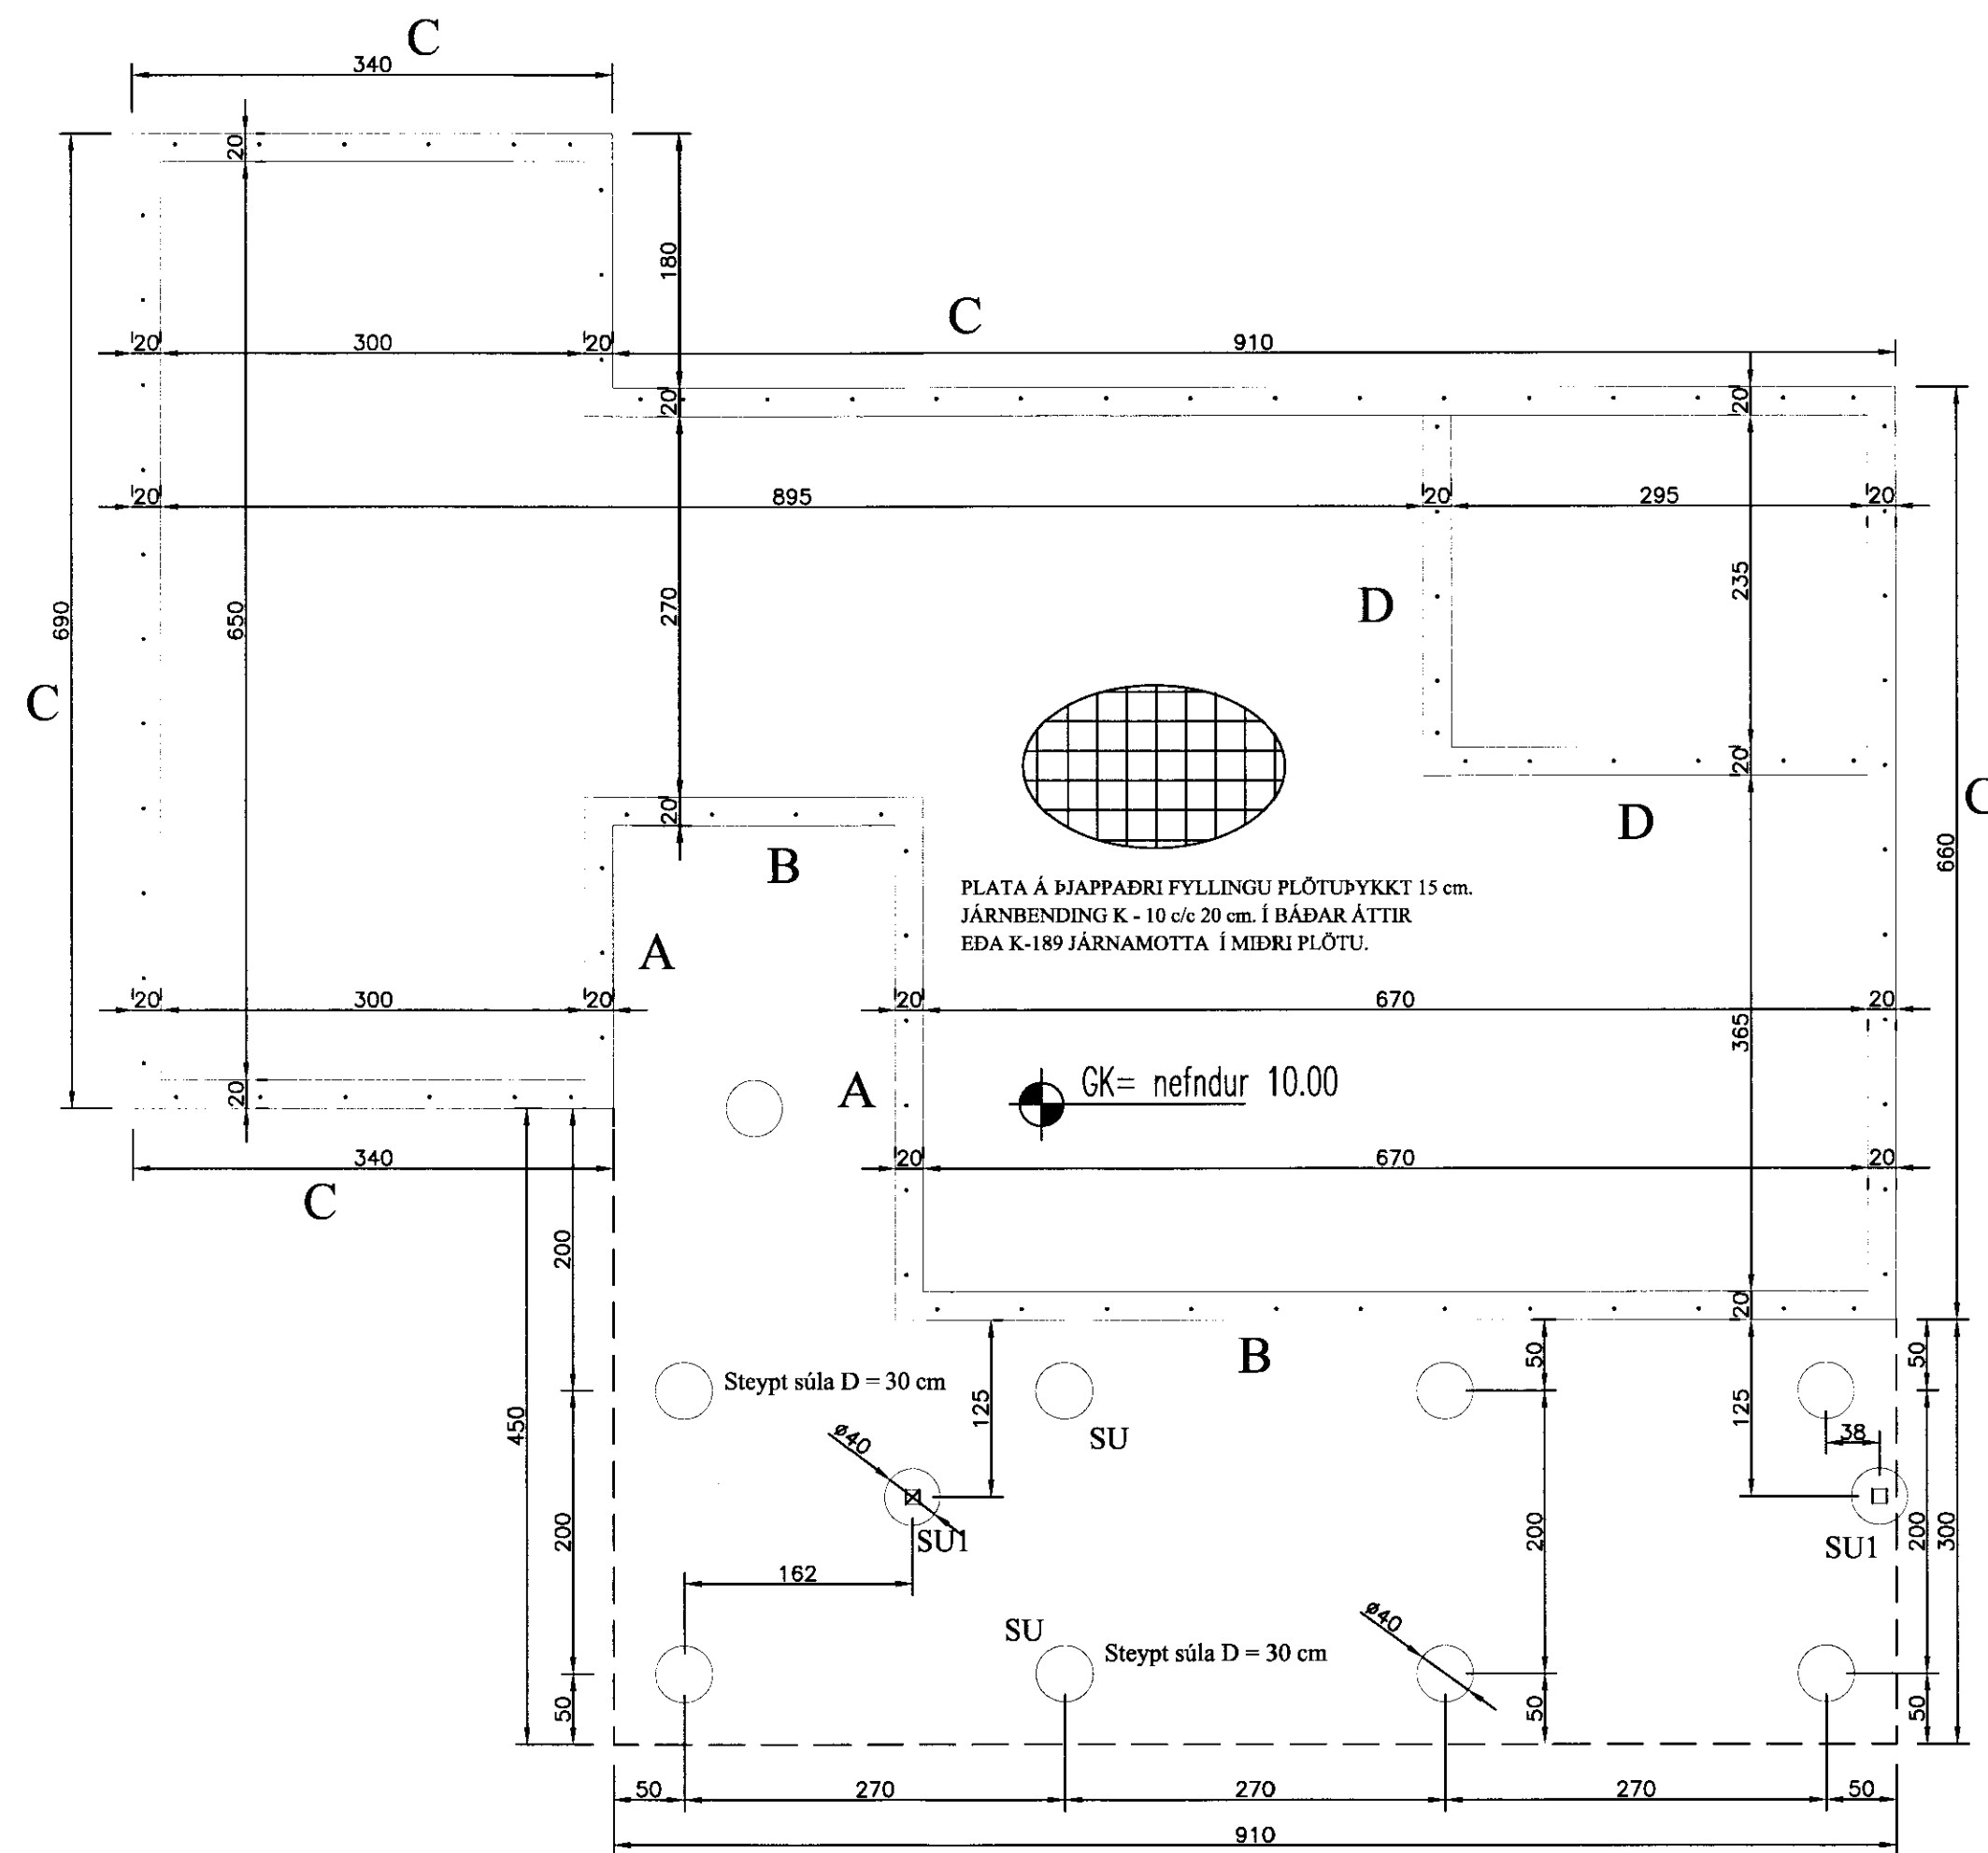 C
340
20
180
C
20 300 20 910
20 20
20 895 20 295 20
690 650 270 235
D
C
20 20
B D C
660
PLATA Á ÞJAPPAÐRI FYLLINGU PLÖTUÞYKKT 15 cm.
JÁRNBENDING K - 10 c/c 20 cm. Í BÁÐAR ÁTTIR
EÐA K-189 JÁRNAMOTTA Í MIÐRI PLÖTU.
A
20 300 20 20 670 20
365
A
GK= nefndur 10.00
20
340 20 670 20
C
200
20
B
50 50
Steypt súla D = 30 cm
450 125 125
SU
38
ø40
SU1 SU1
200 200 200 300
162
SU
ø40
Steypt súla D = 30 cm
50 50 50
50 270 270 270 50
910